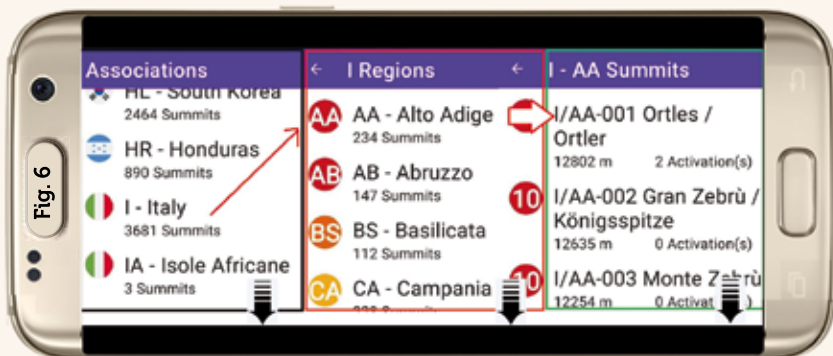 Fig. 6
Associations
HL - South Korea
2464 Summits
HR - Honduras
890 Summits
I - Italy
3681 Summits
IA - Isole Africane
3 Summits
← I Regions
AA AA - Alto Adige
234 Summits
AB AB - Abruzzo
147 Summits
BS BS - Basilicata
112 Summits
CA CA - Campania
Summits
← I - AA Summits
I/AA-001 Ortles /
Ortler
12802 m 2 Activation(s)
10 I/AA-002 Gran Zebrù /
Königsspitze
12635 m 0 Activation(s)
10 I/AA-003 Monte Zebrù
12254 m 0